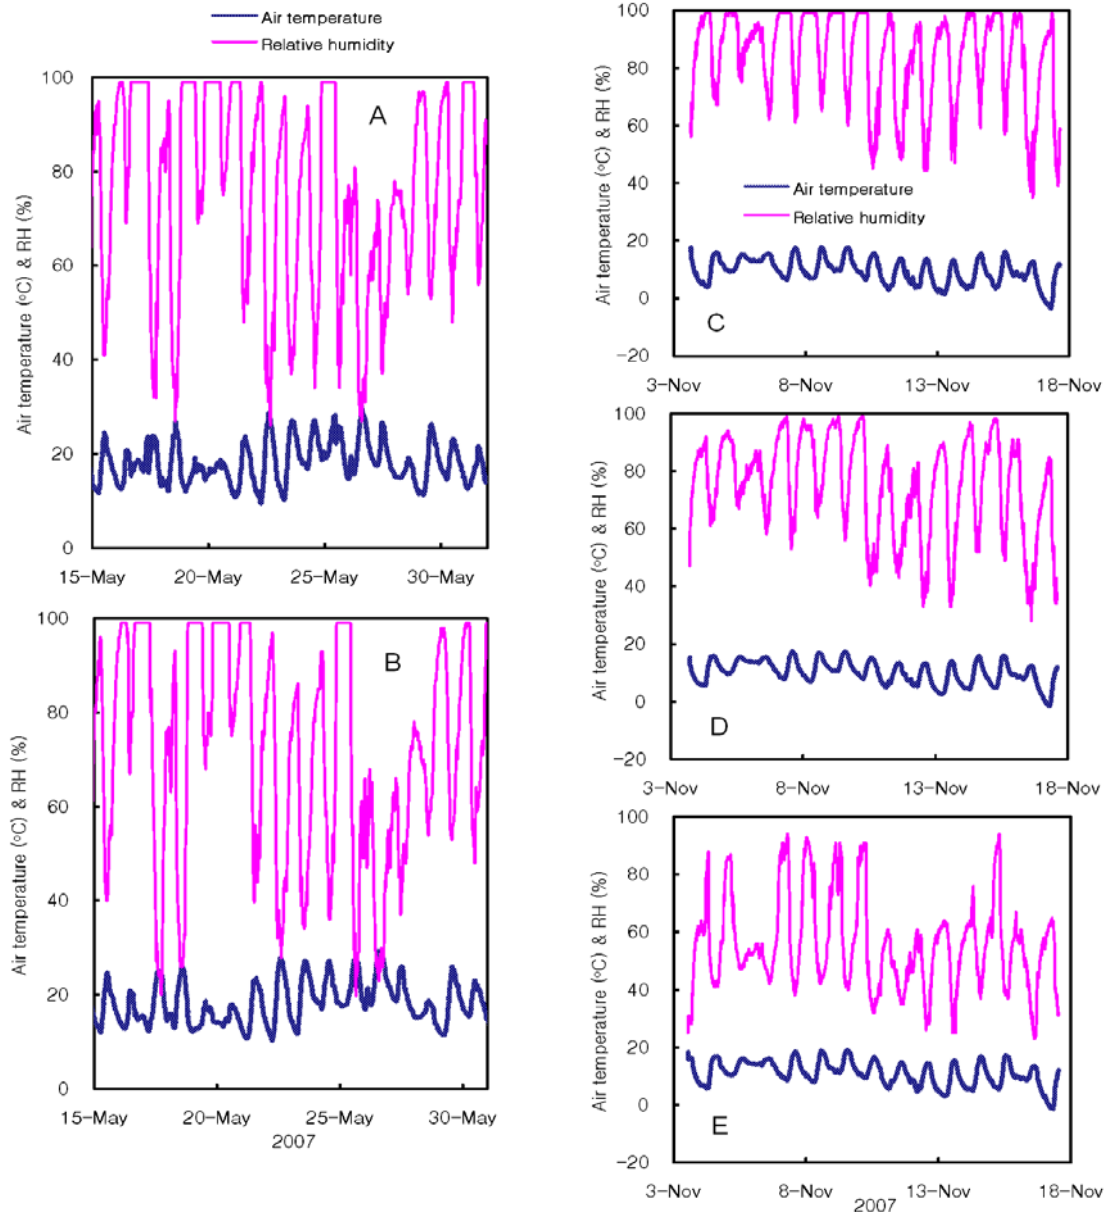 Air temperature
Relative humidity
A
Air temperature (oC) & RH (%)
100
80
60
40
20
0
15-May
20-May
25-May
30-May
B
Air temperature (oC) & RH (%)
100
80
60
40
20
0
15-May
20-May
25-May
30-May
2007
Air temperature (oC) & RH (%)
100
80
60
40
20
0
-20
Air temperature
Relative humidity
C
3-Nov
8-Nov
13-Nov
18-Nov
Air temperature (oC) & RH (%)
100
80
60
40
20
0
-20
D
3-Nov
8-Nov
13-Nov
18-Nov
Air temperature (oC) & RH (%)
100
80
60
40
20
0
-20
E
3-Nov
8-Nov
13-Nov
18-Nov
2007